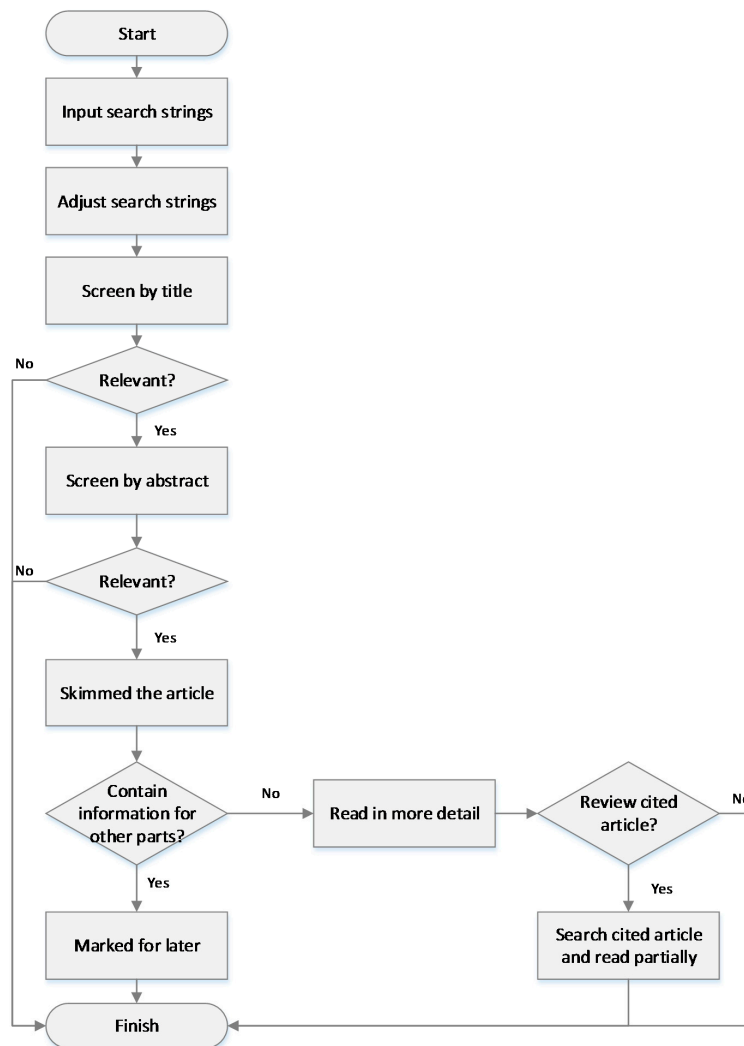 Start
Input search strings
Adjust search strings
Screen by title
No
Relevant?
Yes
Screen by abstract
No
Relevant?
Yes
Skimmed the article
Contain
information for
other parts?
No
Read in more detail
Review cited
article?
No
Yes
Yes
Marked for later
Search cited article
and read partially
Finish